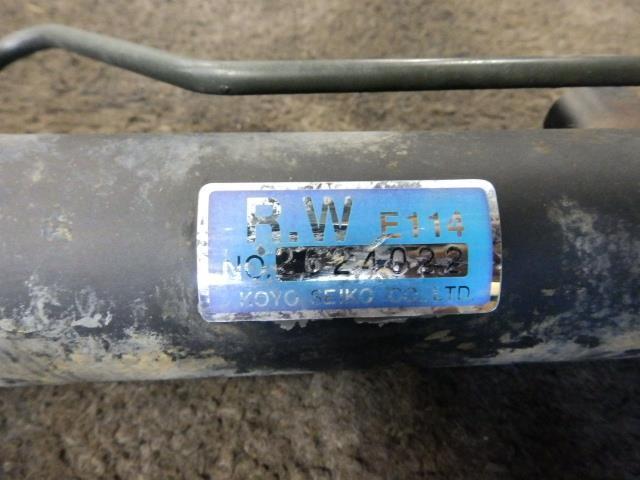 R.W E114
NO. 2624022
KOYO SEIKO CO., LTD